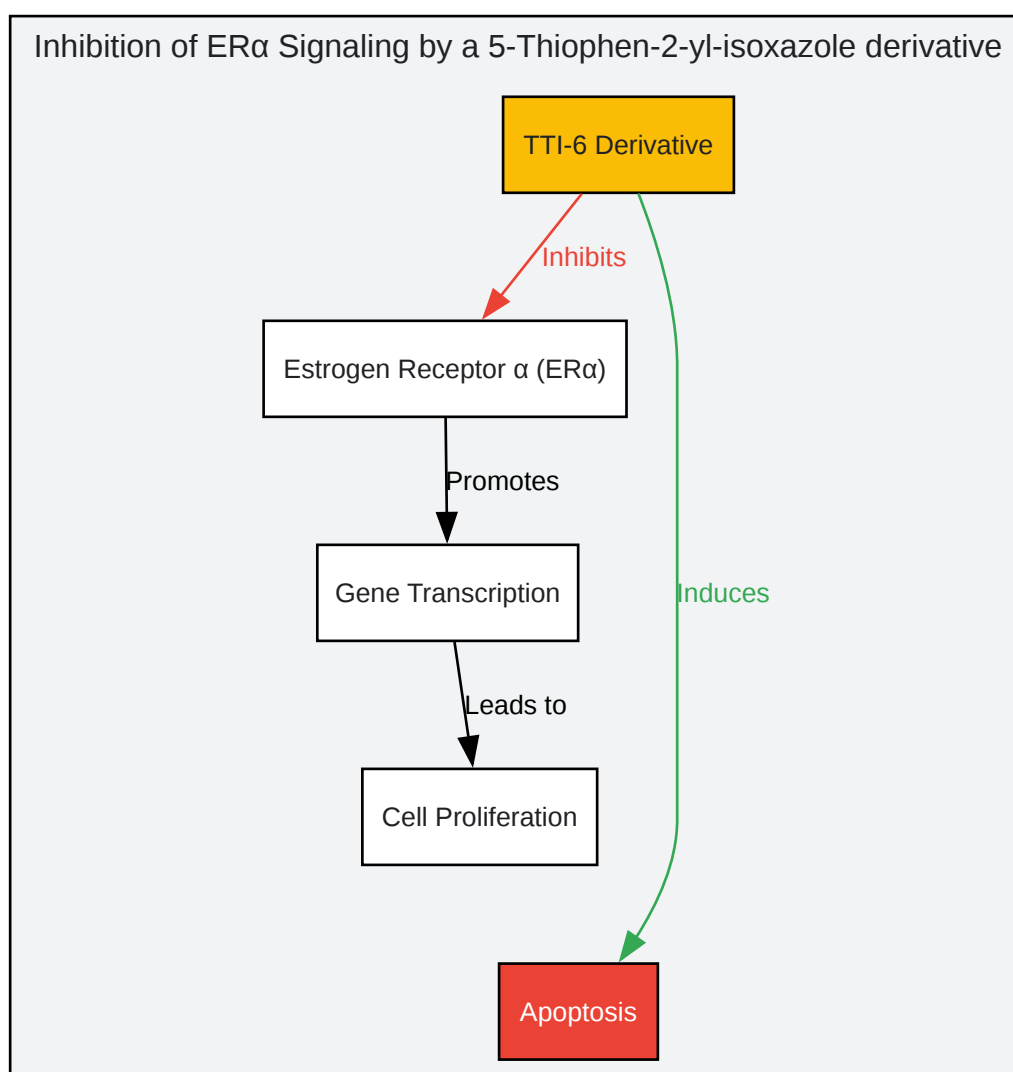 Inhibition of ERα Signaling by a 5-Thiophen-2-yl-isoxazole derivative
TTI-6 Derivative
Inhibits
Estrogen Receptor α (ERα)
Promotes
Gene Transcription
Induces
Leads to
Cell Proliferation
Apoptosis